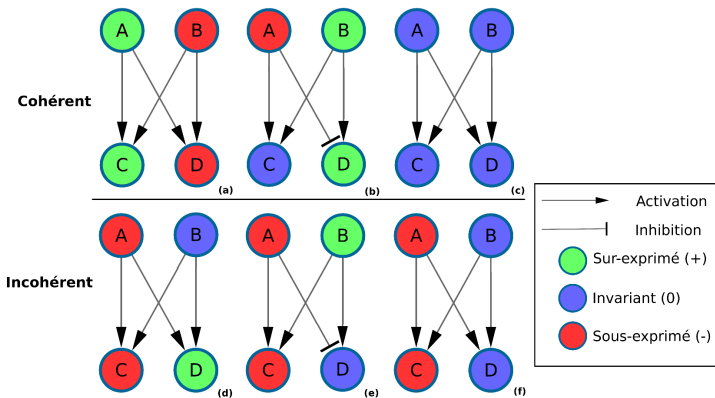 A B A B A B
Cohérent
C D C D C D
(a) (b) (c)
A B A B A B
Incohérent
C D C D C D
(d) (e) (f)
Activation
Inhibition
Sur-exprimé (+)
Invariant (0)
Sous-exprimé (-)